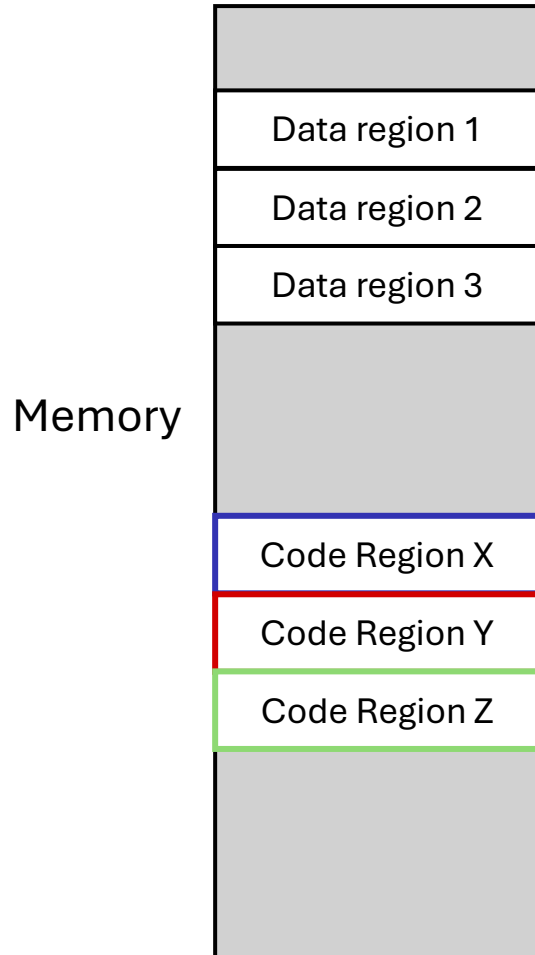 Data region 1
Data region 2
Data region 3
Memory
Code Region X
Code Region Y
Code Region Z